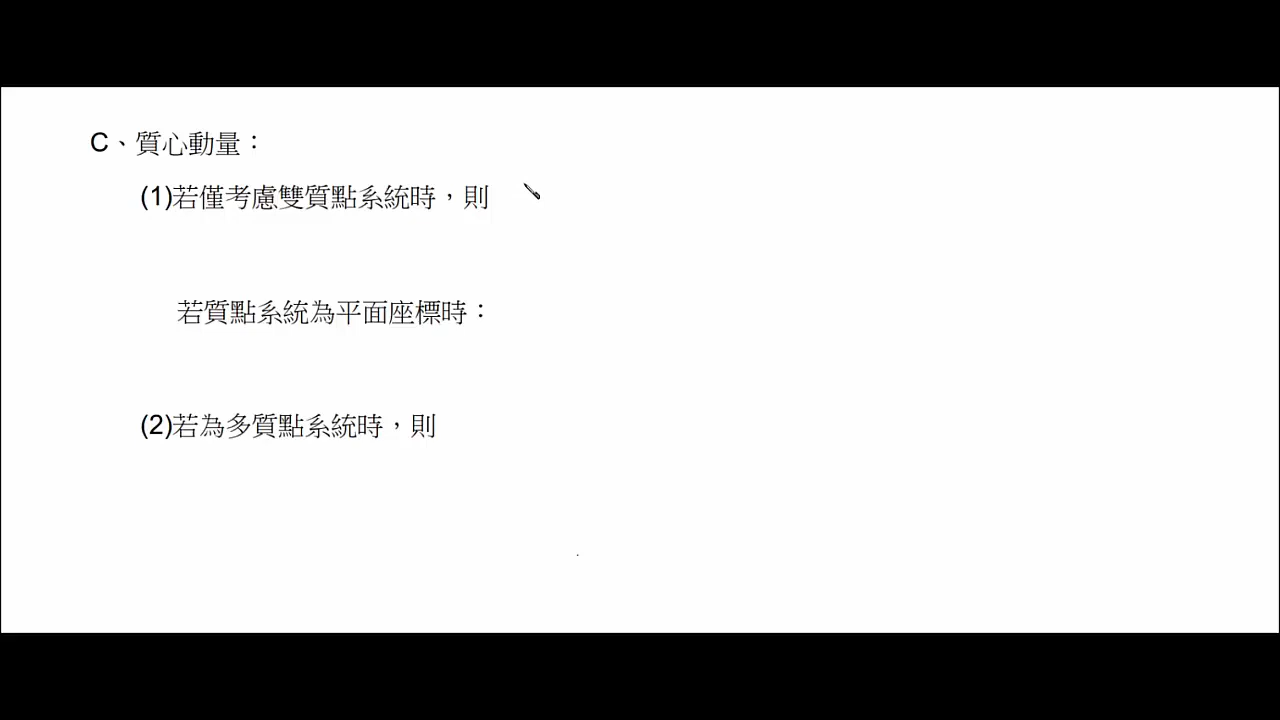 C、質心動量：
(1)若僅考慮雙質點系統時，則
若質點系統為平面座標時：
(2)若為多質點系統時，則